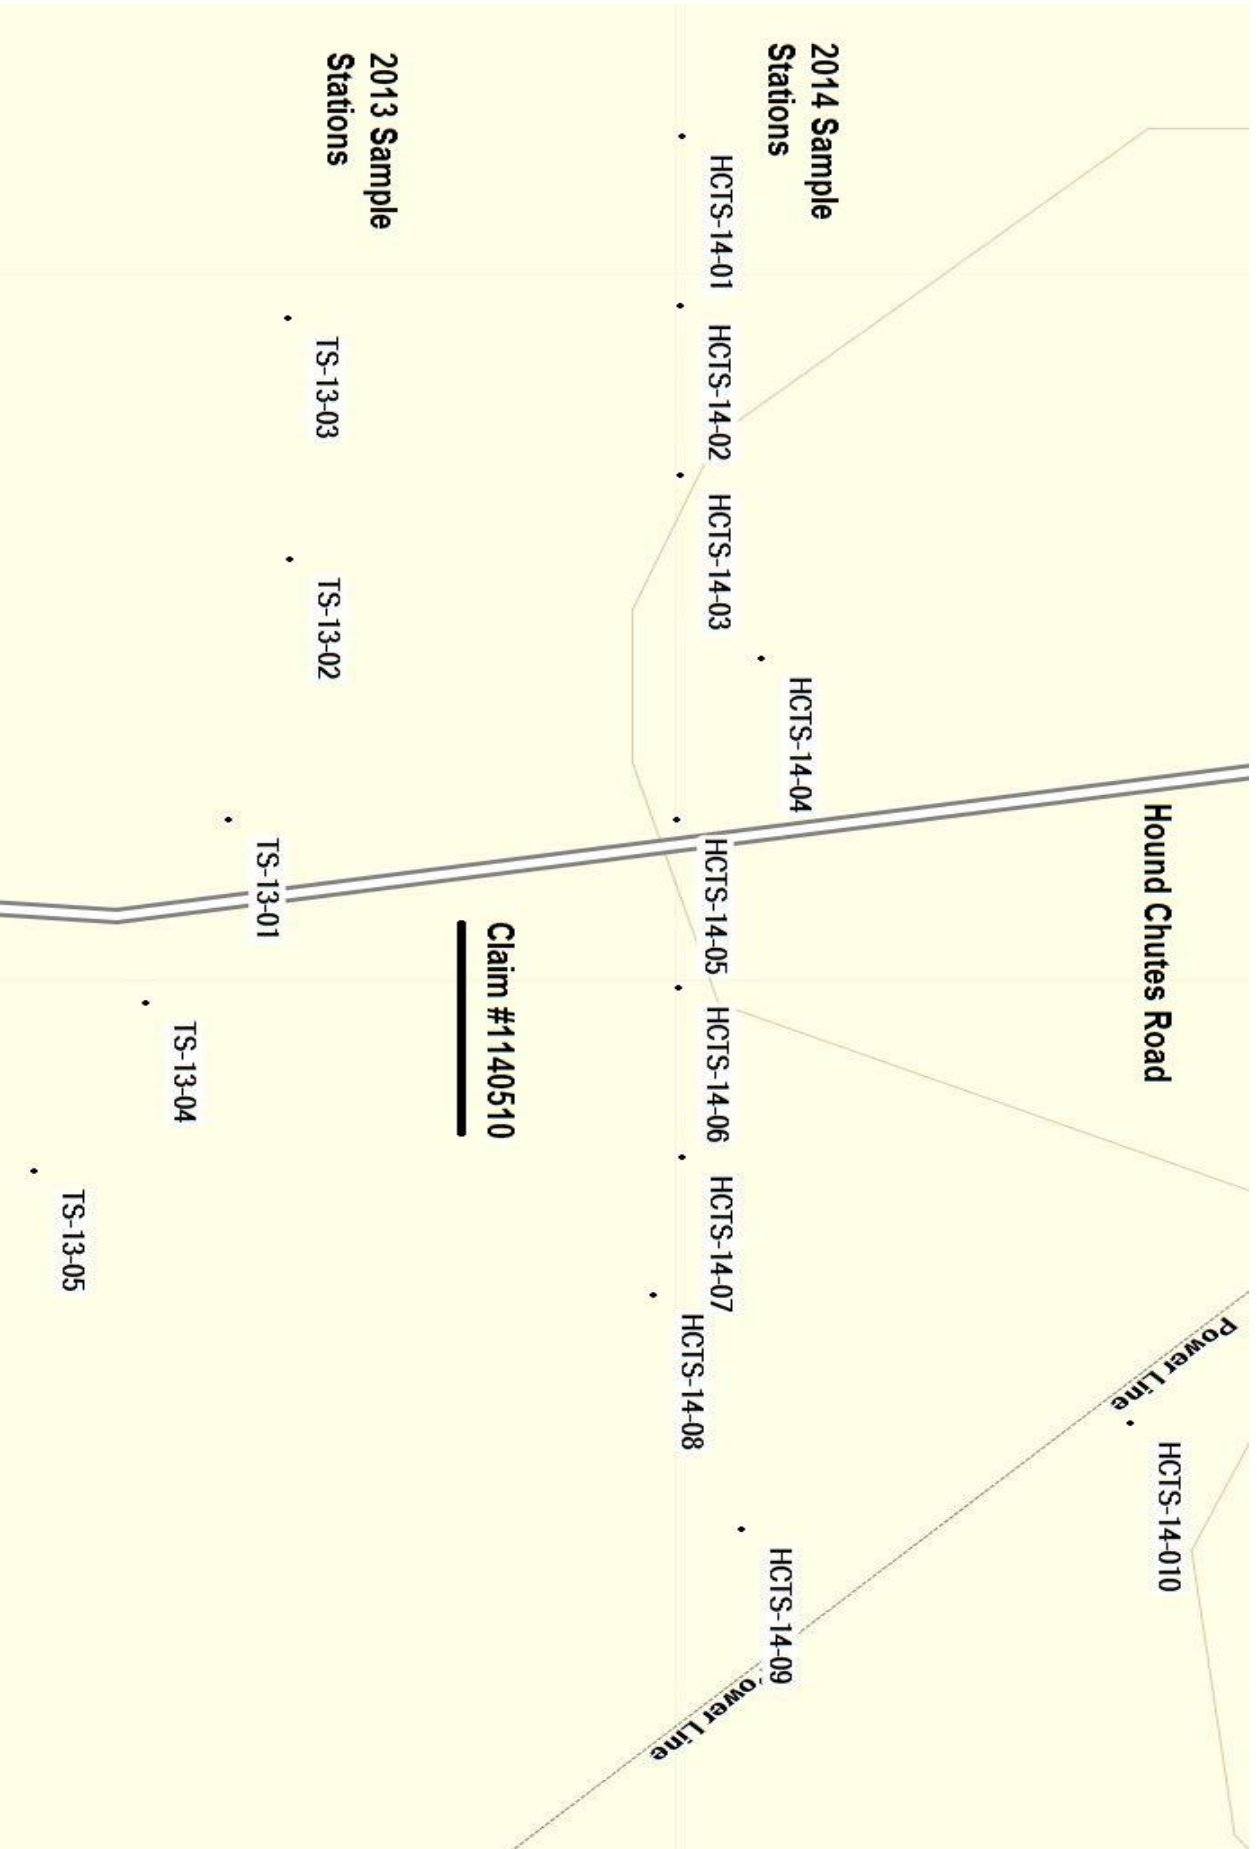 2014 Sample
Stations
HCTS-14-01
HCTS-14-02
HCTS-14-03
HCTS-14-04
HCTS-14-05
HCTS-14-06
HCTS-14-07
HCTS-14-08
HCTS-14-09
HCTS-14-010
Hound Chutes Road
Power Line
ower Line
2013 Sample
Stations
TS-13-03
TS-13-02
TS-13-01
TS-13-04
TS-13-05
Claim #1140510